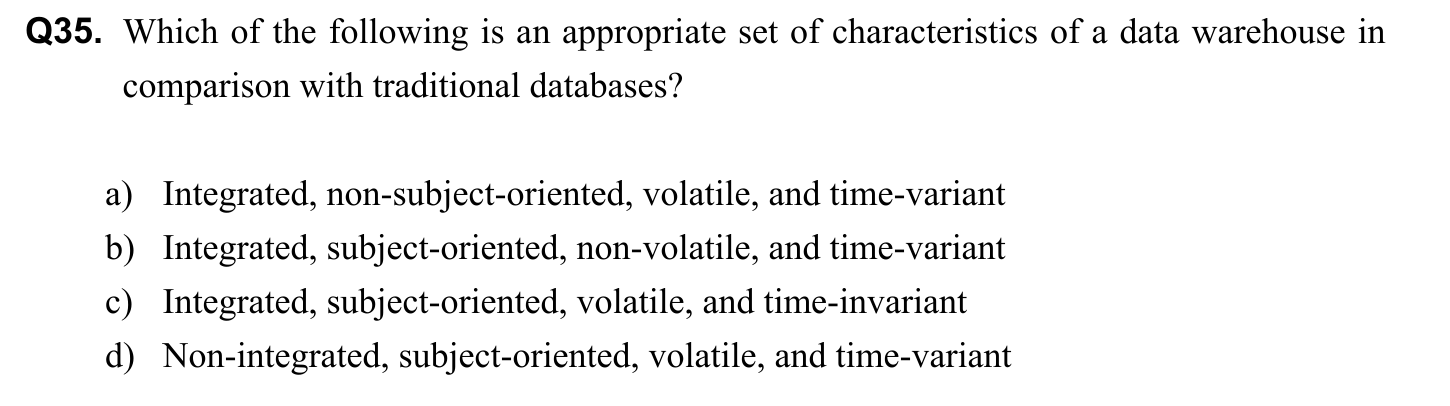 Q35. Which of the following is an appropriate set of characteristics of a data warehouse in
comparison with traditional databases?
a) Integrated, non-subject-oriented, volatile, and time-variant
b) Integrated, subject-oriented, non-volatile, and time-variant
c) Integrated, subject-oriented, volatile, and time-invariant
d) Non-integrated, subject-oriented, volatile, and time-variant